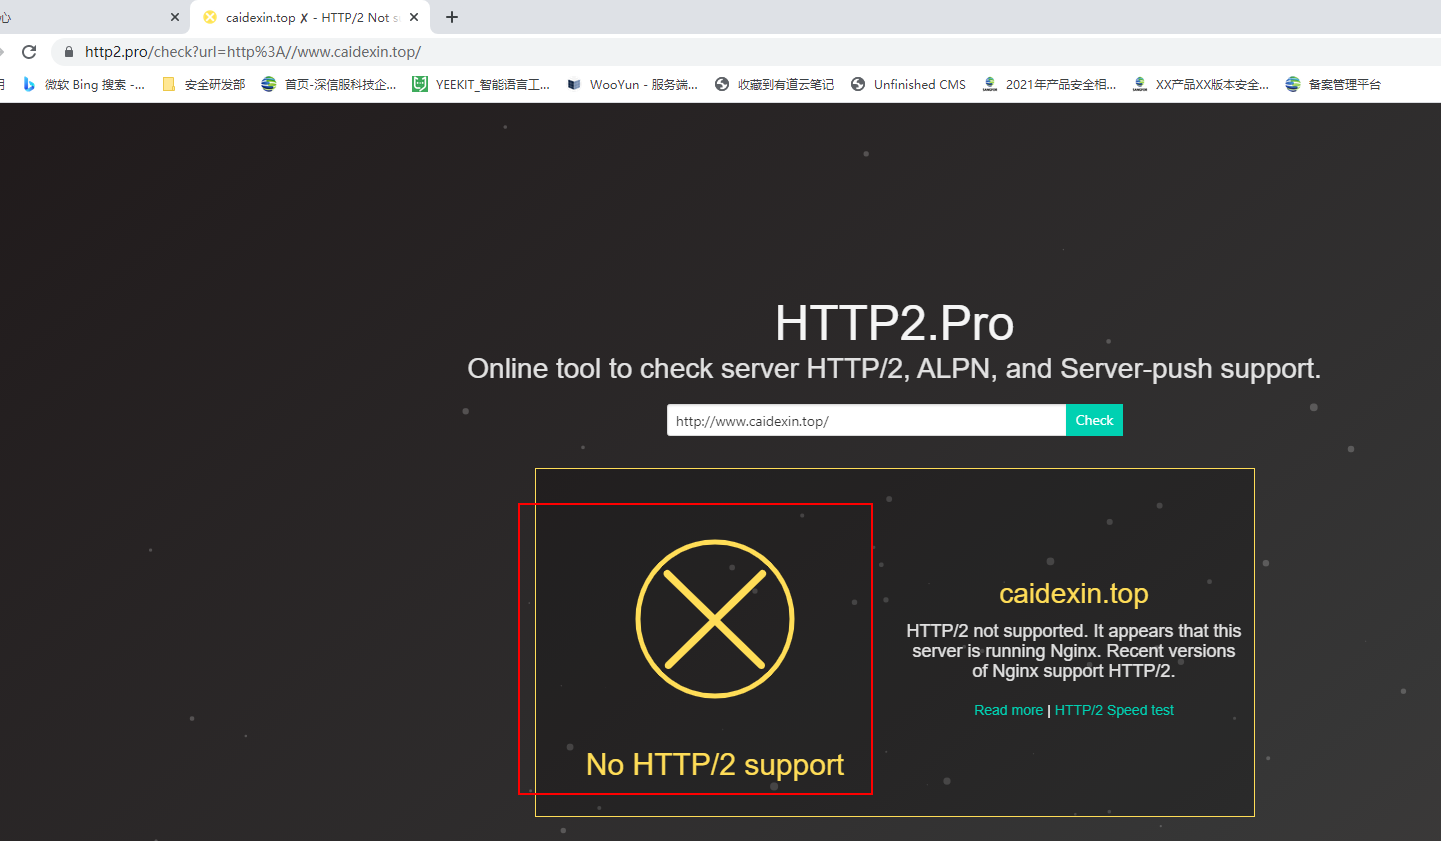 心
caidexin.top ✗ - HTTP/2 Not s
http2.pro/check?url=http%3A//www.caidexin.top/
微软 Bing 搜索 -...
安全研发部
首页-深信服科技企...
YEEKIT_智能语言工...
WooYun - 服务端...
收藏到有道云笔记
Unfinished CMS
2021年产品安全相...
XX产品XX版本安全...
备案管理平台
HTTP2.Pro
Online tool to check server HTTP/2, ALPN, and Server-push support.
http://www.caidexin.top/
Check
No HTTP/2 support
caidexin.top
HTTP/2 not supported. It appears that this
server is running Nginx. Recent versions
of Nginx support HTTP/2.
Read more | HTTP/2 Speed test